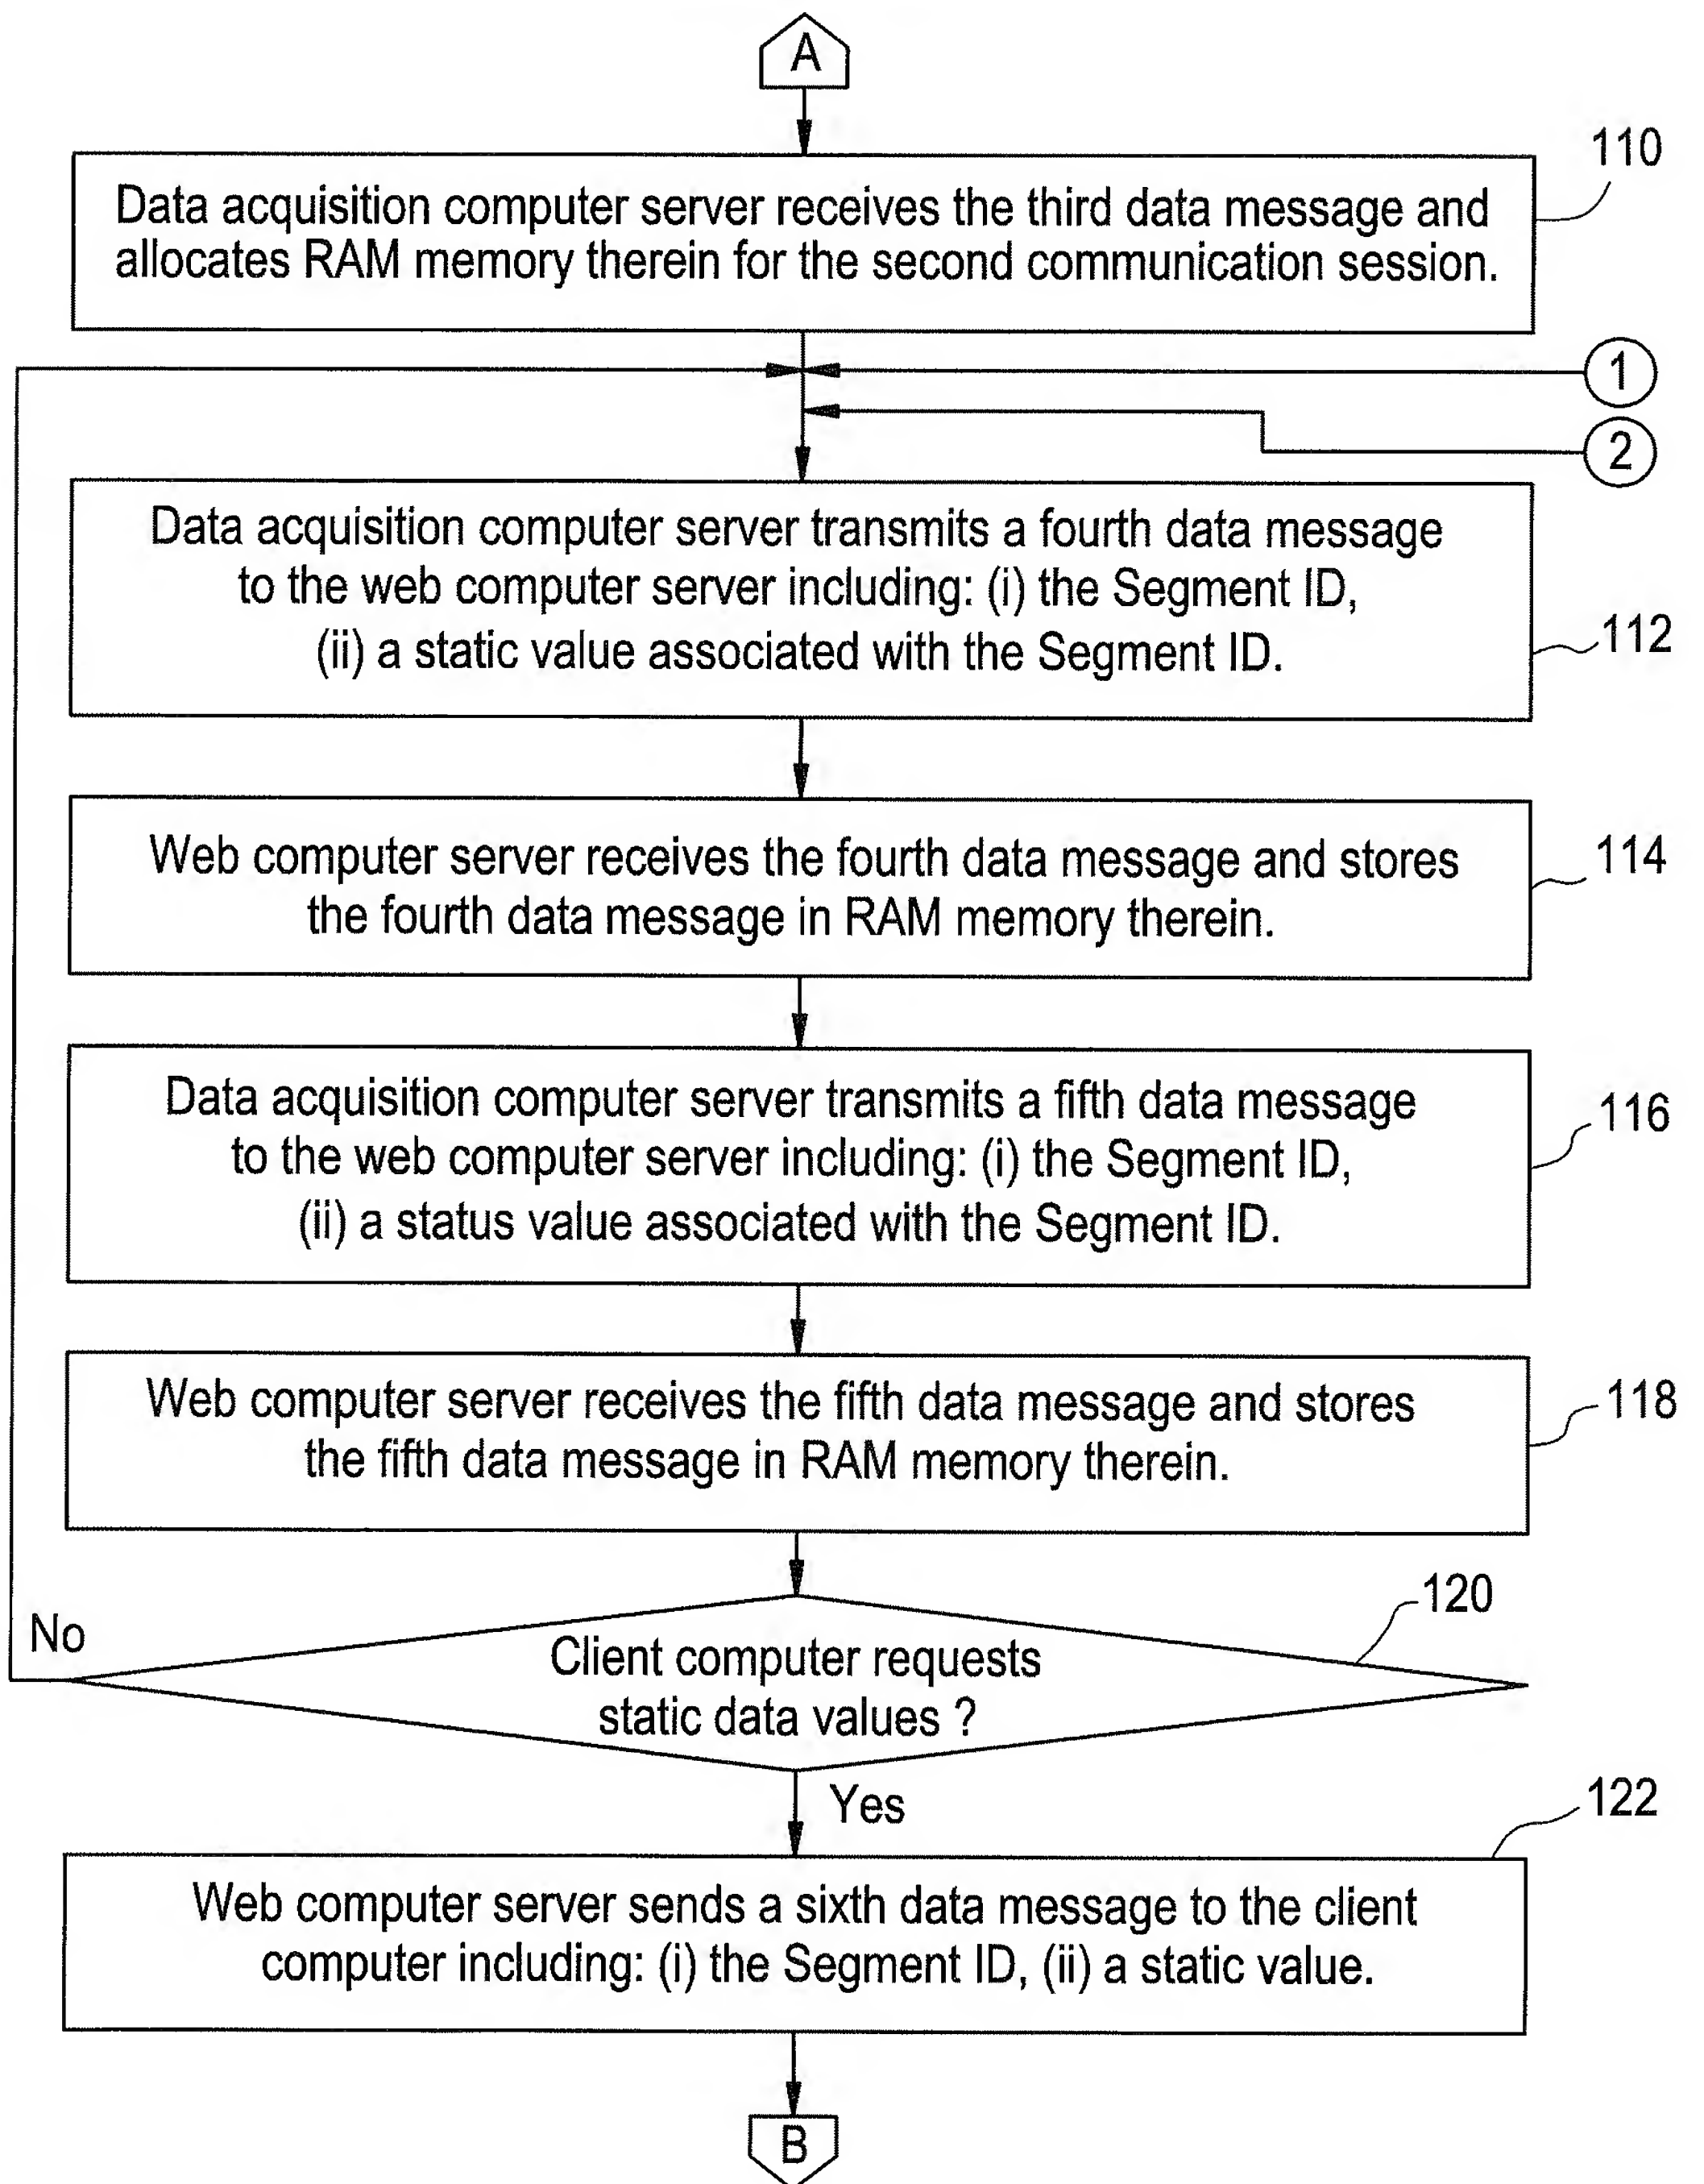 A
110
Data acquisition computer server receives the third data message and
allocates RAM memory therein for the second communication session.
1
2
Data acquisition computer server transmits a fourth data message
to the web computer server including: (i) the Segment ID,
(ii) a static value associated with the Segment ID.
112
Web computer server receives the fourth data message and stores
the fourth data message in RAM memory therein.
114
Data acquisition computer server transmits a fifth data message
to the web computer server including: (i) the Segment ID,
(ii) a status value associated with the Segment ID.
116
Web computer server receives the fifth data message and stores
the fifth data message in RAM memory therein.
118
120
No
Client computer requests
static data values ?
Yes
122
Web computer server sends a sixth data message to the client
computer including: (i) the Segment ID, (ii) a static value.
B